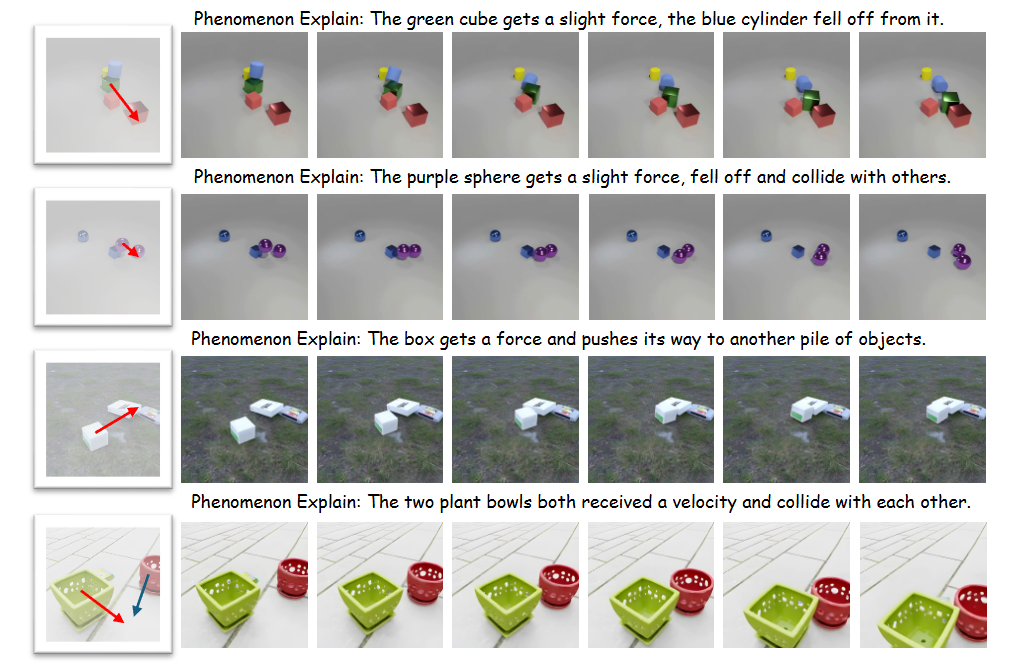 Phenomenon Explain: The green cube gets a slight force, the blue cylinder fell off from it.
Phenomenon Explain: The purple sphere gets a slight force, fell off and collide with others.
Phenomenon Explain: The box gets a force and pushes its way to another pile of objects.
Phenomenon Explain: The two plant bowls both received a velocity and collide with each other.